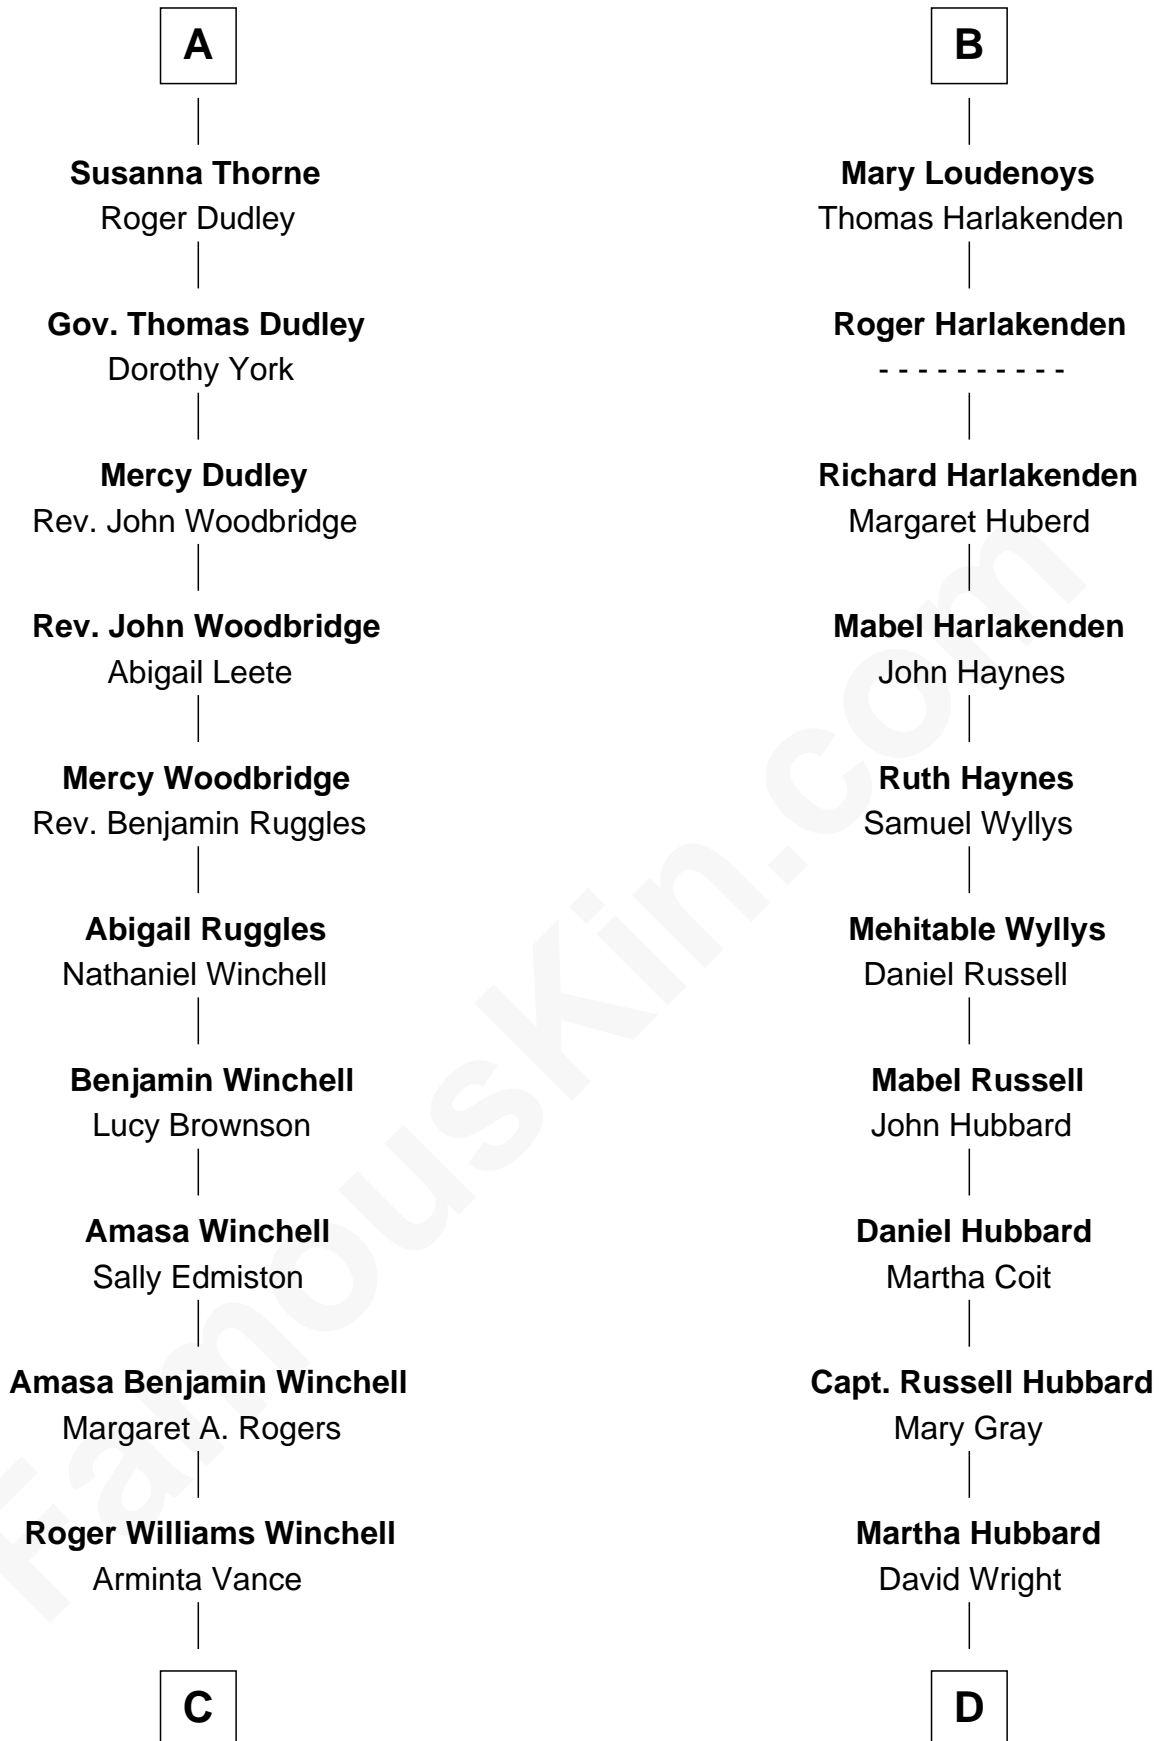 A
Susanna Thorne
Roger Dudley
Gov. Thomas Dudley
Dorothy York
Mercy Dudley
Rev. John Woodbridge
Rev. John Woodbridge
Abigail Leete
Mercy Woodbridge
Rev. Benjamin Ruggles
Abigail Ruggles
Nathaniel Winchell
Benjamin Winchell
Lucy Brownson
Amasa Winchell
Sally Edmiston
Amasa Benjamin Winchell
Margaret A. Rogers
Roger Williams Winchell
Arminta Vance
C
B
Mary Loudenoys
Thomas Harlakenden
Roger Harlakenden
- - - - - - - - - -
Richard Harlakenden
Margaret Huberd
Mabel Harlakenden
John Haynes
Ruth Haynes
Samuel Wyllys
Mehitable Wyllys
Daniel Russell
Mabel Russell
John Hubbard
Daniel Hubbard
Martha Coit
Capt. Russell Hubbard
Mary Gray
Martha Hubbard
David Wright
D
FamousKin.com